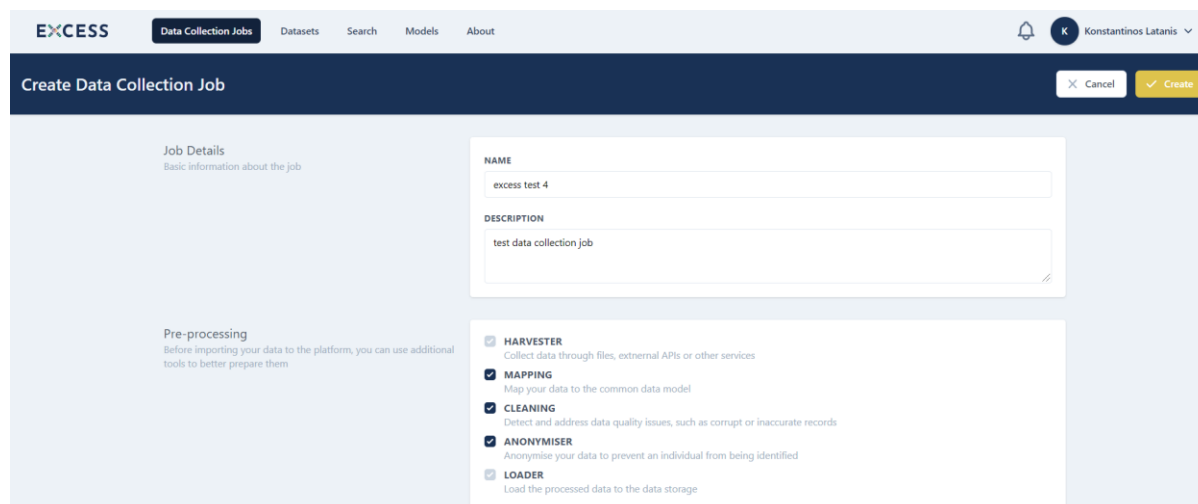 EXCESS Data Collection Jobs Datasets Search Models About K Konstantinos Latanis
Create Data Collection Job Cancel Create
Job Details
Basic information about the job
NAME
excess test 4
DESCRIPTION
test data collection job
Pre-processing
Before importing your data to the platform, you can use additional
tools to better prepare them
HARVESTER
Collect data through files, extnernal APIs or other services
MAPPING
Map your data to the common data model
CLEANING
Detect and address data quality issues, such as corrupt or inaccurate records
ANONYMISER
Anonymise your data to prevent an individual from being identified
LOADER
Load the processed data to the data storage